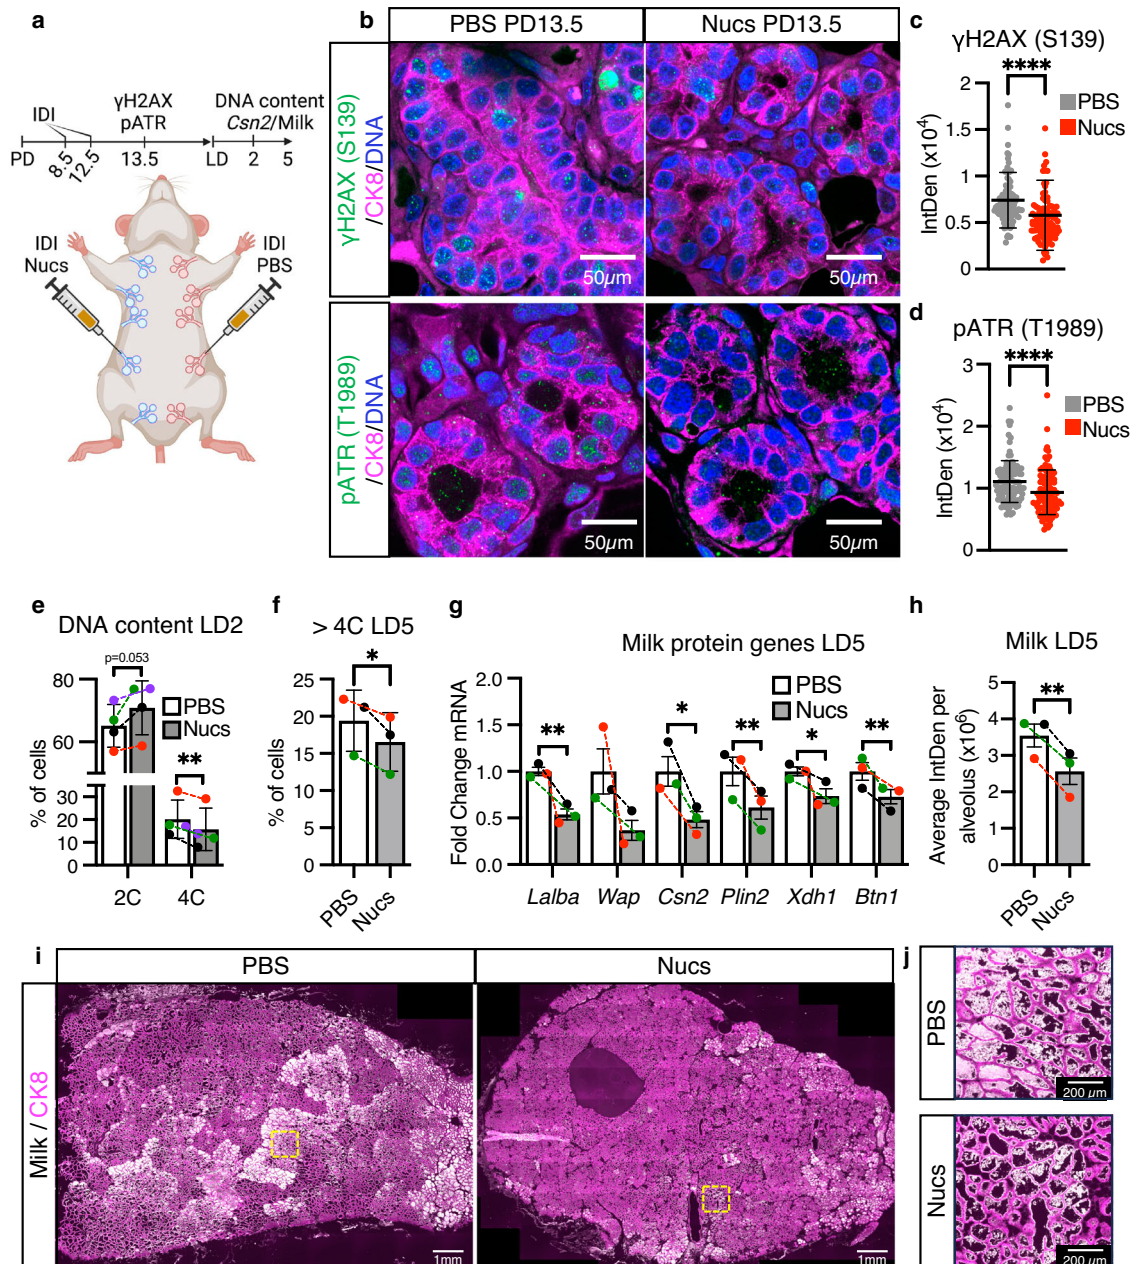 a
IDI
γH2AX
pATR
DNA content
Csn2/Milk
PD
8.5
12.5
13.5
LD
2
5
IDI
Nucs
IDI
PBS
b
PBS PD13.5
Nucs PD13.5
γH2AX (S139)
/CK8/DNA
50µm
50µm
pATR (T1989)
/CK8/DNA
50µm
50µm
c
γH2AX (S139)
****
PBS
Nucs
IntDen (x10⁴)
2
1.5
1
0.5
0
d
pATR (T1989)
****
PBS
Nucs
IntDen (x10⁴)
3
2
1
0
e
DNA content LD2
p=0.053
PBS
Nucs
**
% of cells
80
60
30
20
10
0
2C
4C
f
> 4C LD5
*
% of cells
25
20
15
10
5
0
PBS
Nucs
g
Milk protein genes LD5
PBS
Nucs
Fold Change mRNA
2.0
1.5
1.0
0.5
0.0
**
*
**
*
**
Lalba
Wap
Csn2
Plin2
Xdh1
Btn1
h
Milk LD5
**
Average IntDen per
alveolus (x10⁶)
5
4
3
2
1
0
PBS
Nucs
i
PBS
Nucs
Milk / CK8
1mm
1mm
j
PBS
200 µm
Nucs
200 µm